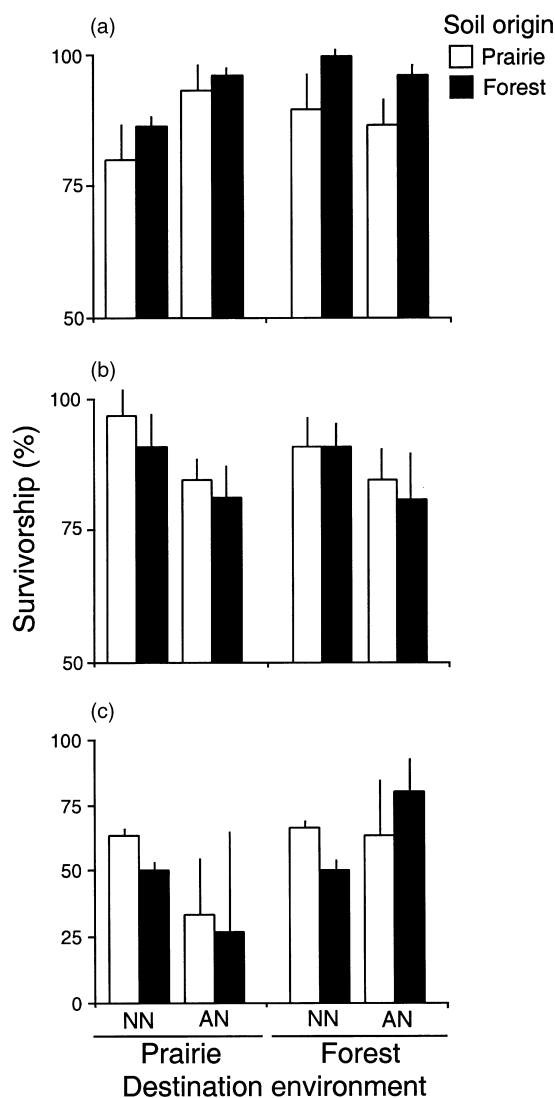 (a)
Soil origin
Prairie
Forest
100
75
50
(b)
100
75
50
Survivorship (%)
(c)
100
75
50
25
0
NN AN NN AN
Prairie Forest
Destination environment